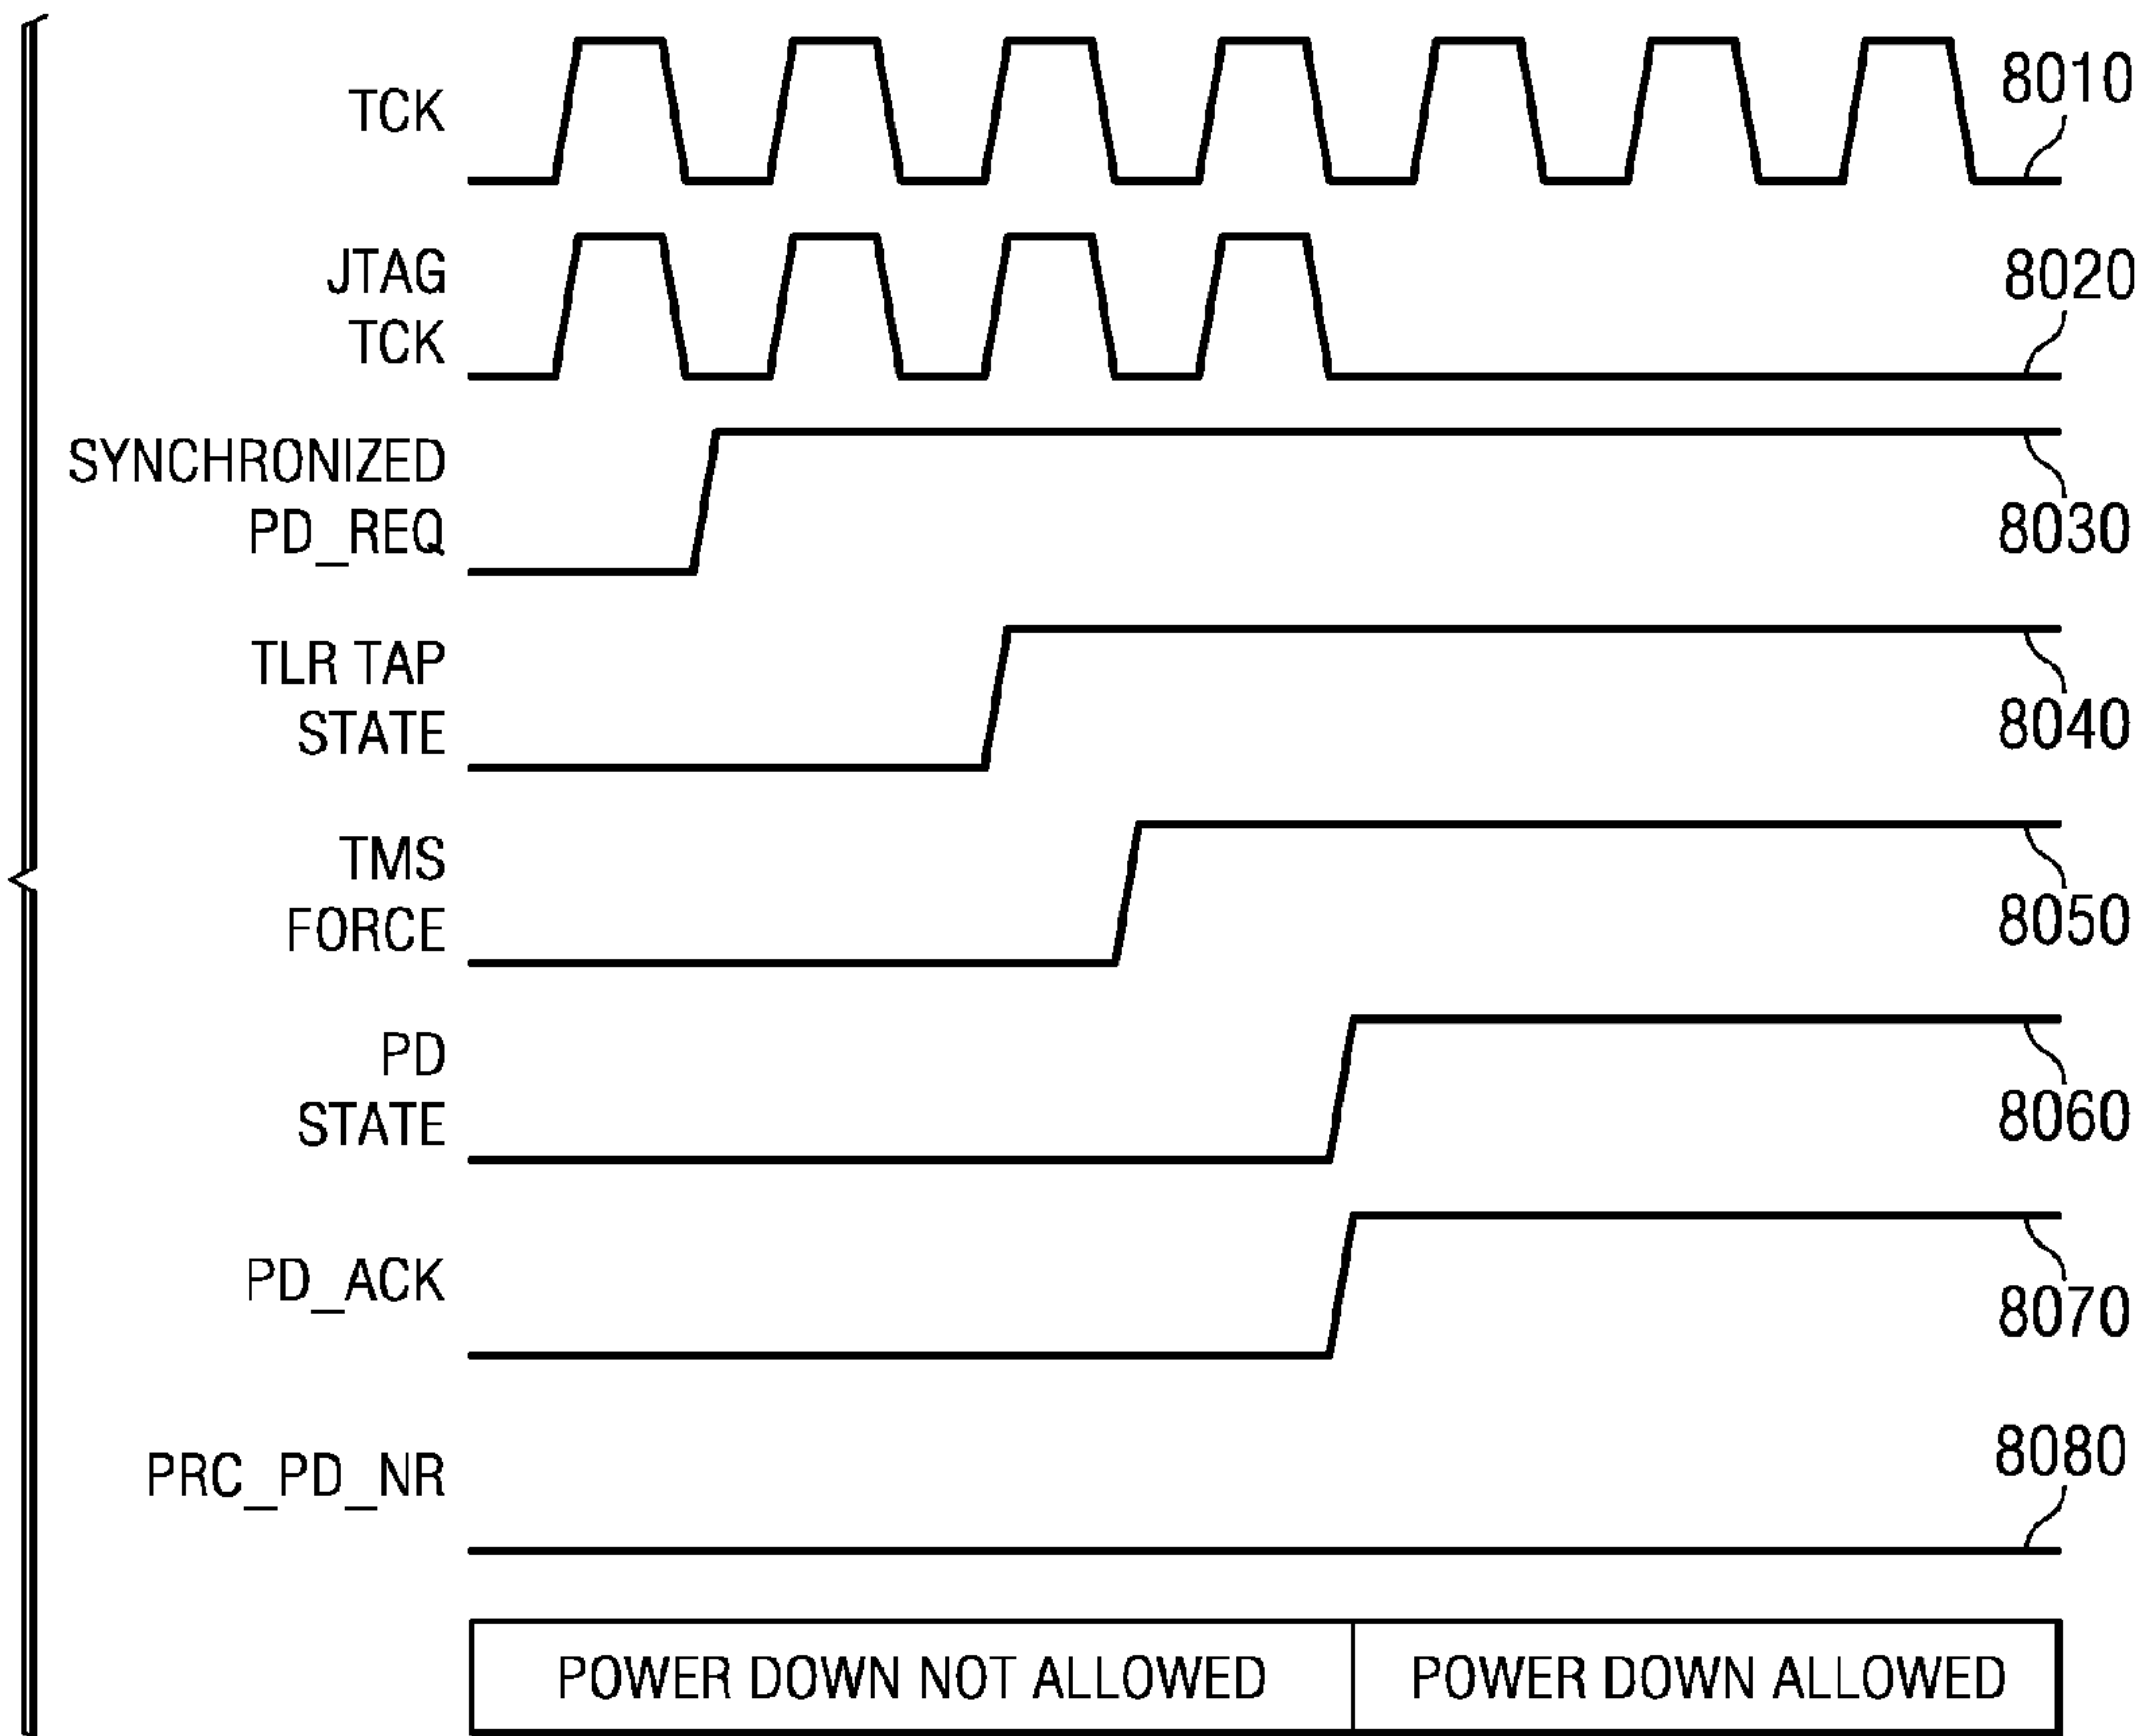 TCK
8010
JTAG
TCK
8020
SYNCHRONIZED
PD_REQ
8030
TLR TAP
STATE
8040
TMS
FORCE
8050
PD
STATE
8060
PD_ACK
8070
PRC_PD_NR
8080
POWER DOWN NOT ALLOWED
POWER DOWN ALLOWED